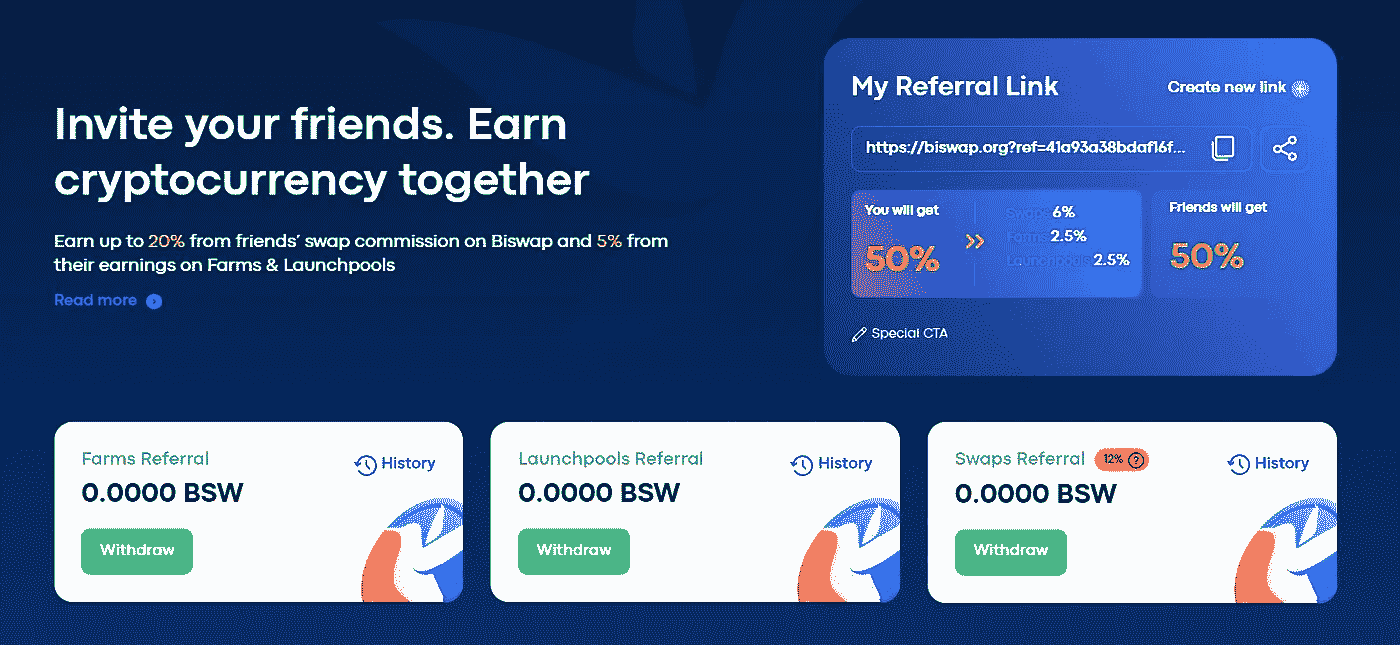 Invite your friends. Earn
cryptocurrency together
Earn up to 20% from friends’ swap commission on Biswap and 5% from
their earnings on Farms & Launchpools
Read more
My Referral Link
Create new link
https://biswap.org?ref=41a93a38bdaf16f...
You will get
50%
Swaps 6%
Farms 2.5%
Launchpools 2.5%
Friends will get
50%
Special CTA
Farms Referral
History
0.0000 BSW
Withdraw
Launchpools Referral
History
0.0000 BSW
Withdraw
Swaps Referral 12% ?
History
0.0000 BSW
Withdraw